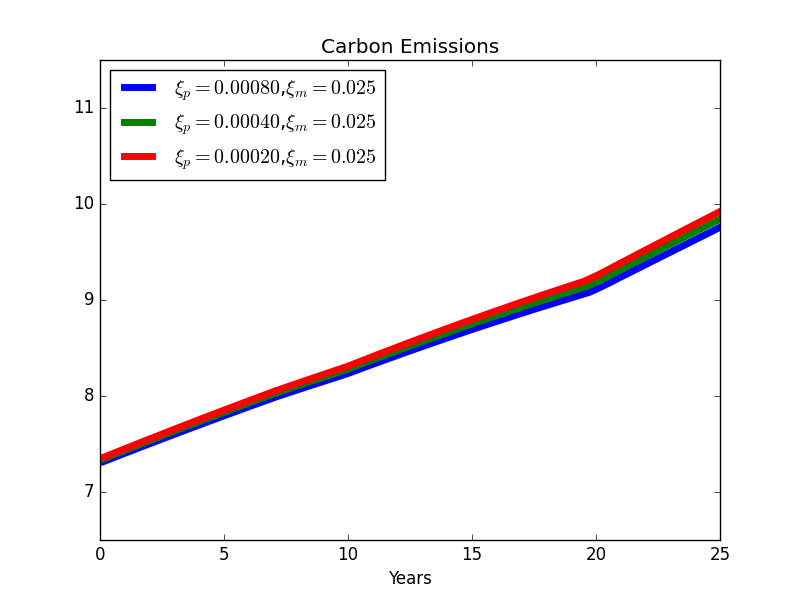 Carbon Emissions
ξₚ = 0.00080,ξₘ = 0.025
ξₚ = 0.00040,ξₘ = 0.025
ξₚ = 0.00020,ξₘ = 0.025
11
10
9
8
7
0 5 10 15 20 25
Years